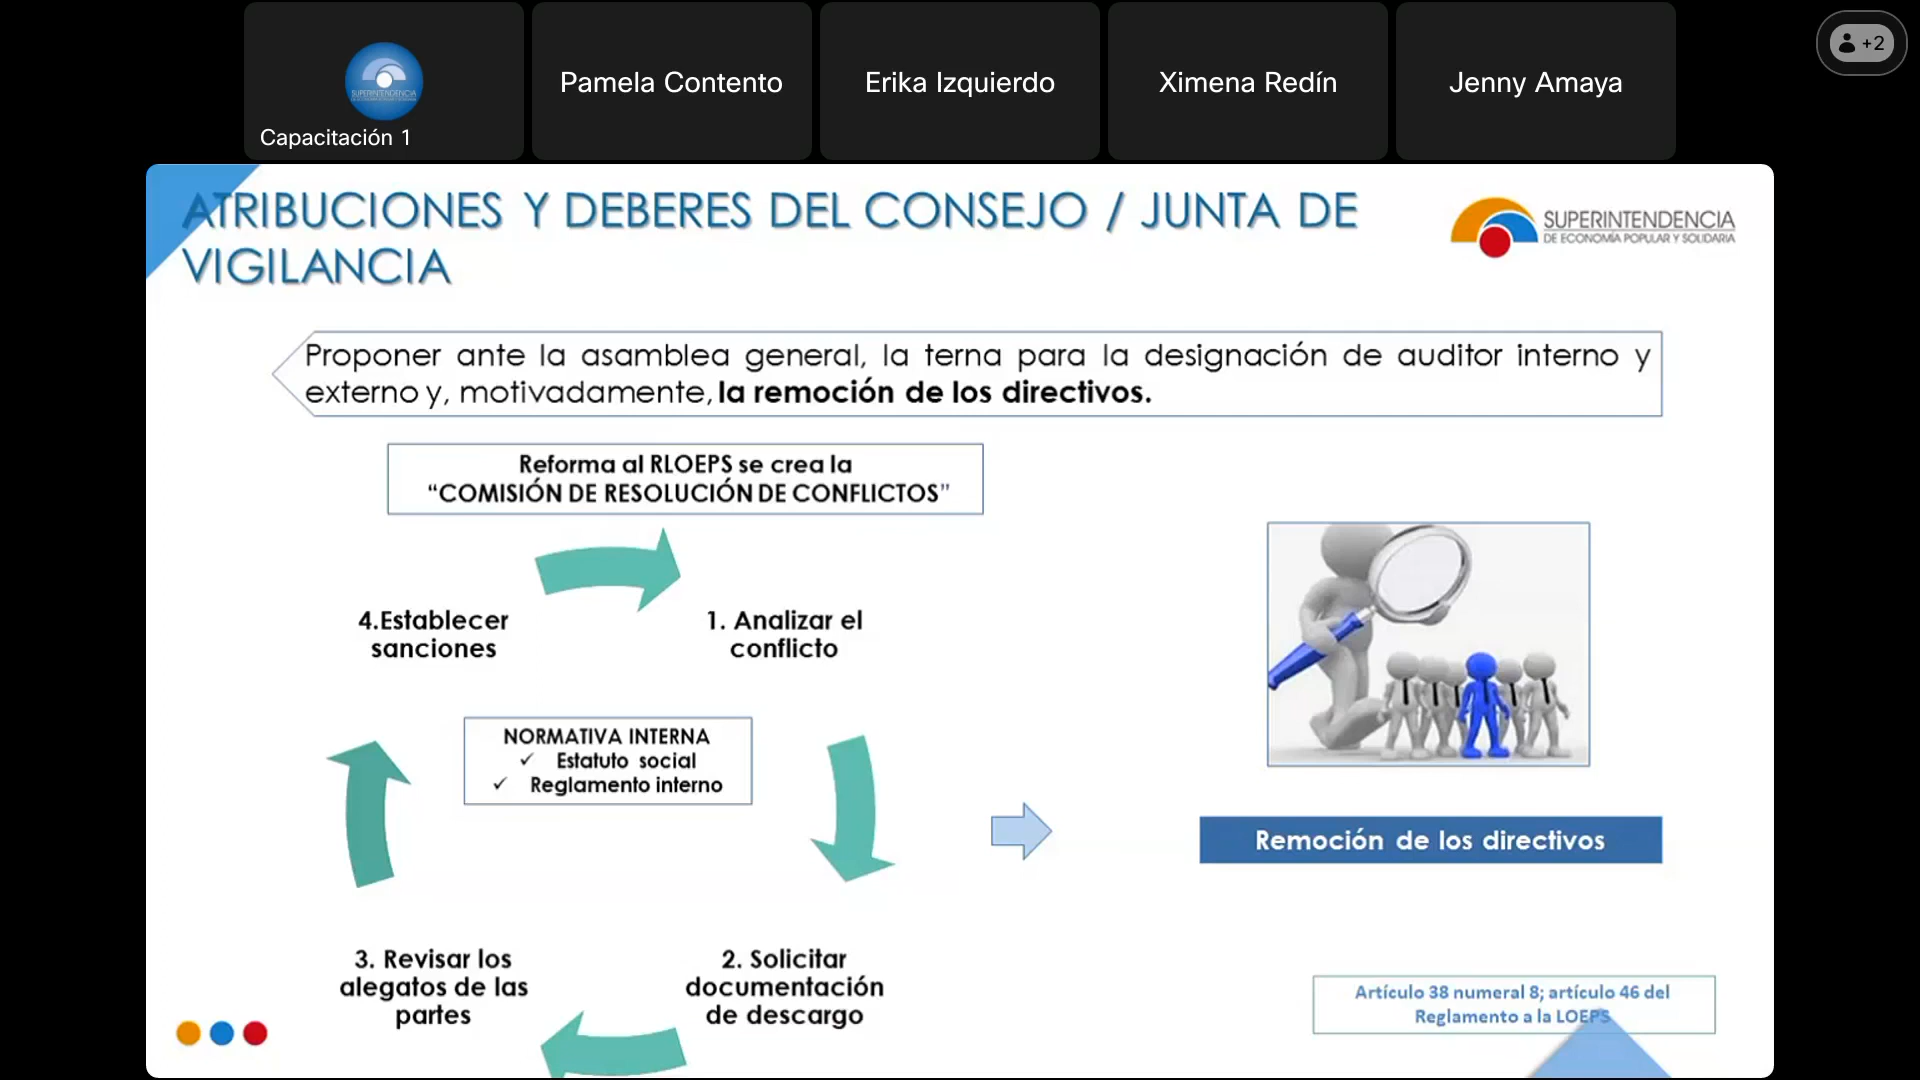 +2
Capacitación 1
Pamela Contento
Erika Izquierdo
Ximena Redín
Jenny Amaya
ATRIBUCIONES Y DEBERES DEL CONSEJO / JUNTA DE
VIGILANCIA
SUPERINTENDENCIA
DE ECONOMÍA POPULAR Y SOLIDARIA
Proponer ante la asamblea general, la terna para la designación de auditor interno y
externo y, motivadamente, la remoción de los directivos.
Reforma al RLOEPS se crea la
“COMISIÓN DE RESOLUCIÓN DE CONFLICTOS”
4.Establecer
sanciones
1. Analizar el
conflicto
NORMATIVA INTERNA
✓ Estatuto social
✓ Reglamento interno
3. Revisar los
alegatos de las
partes
2. Solicitar
documentación
de descargo
Remoción de los directivos
Artículo 38 numeral 8; artículo 46 del
Reglamento a la LOEPS